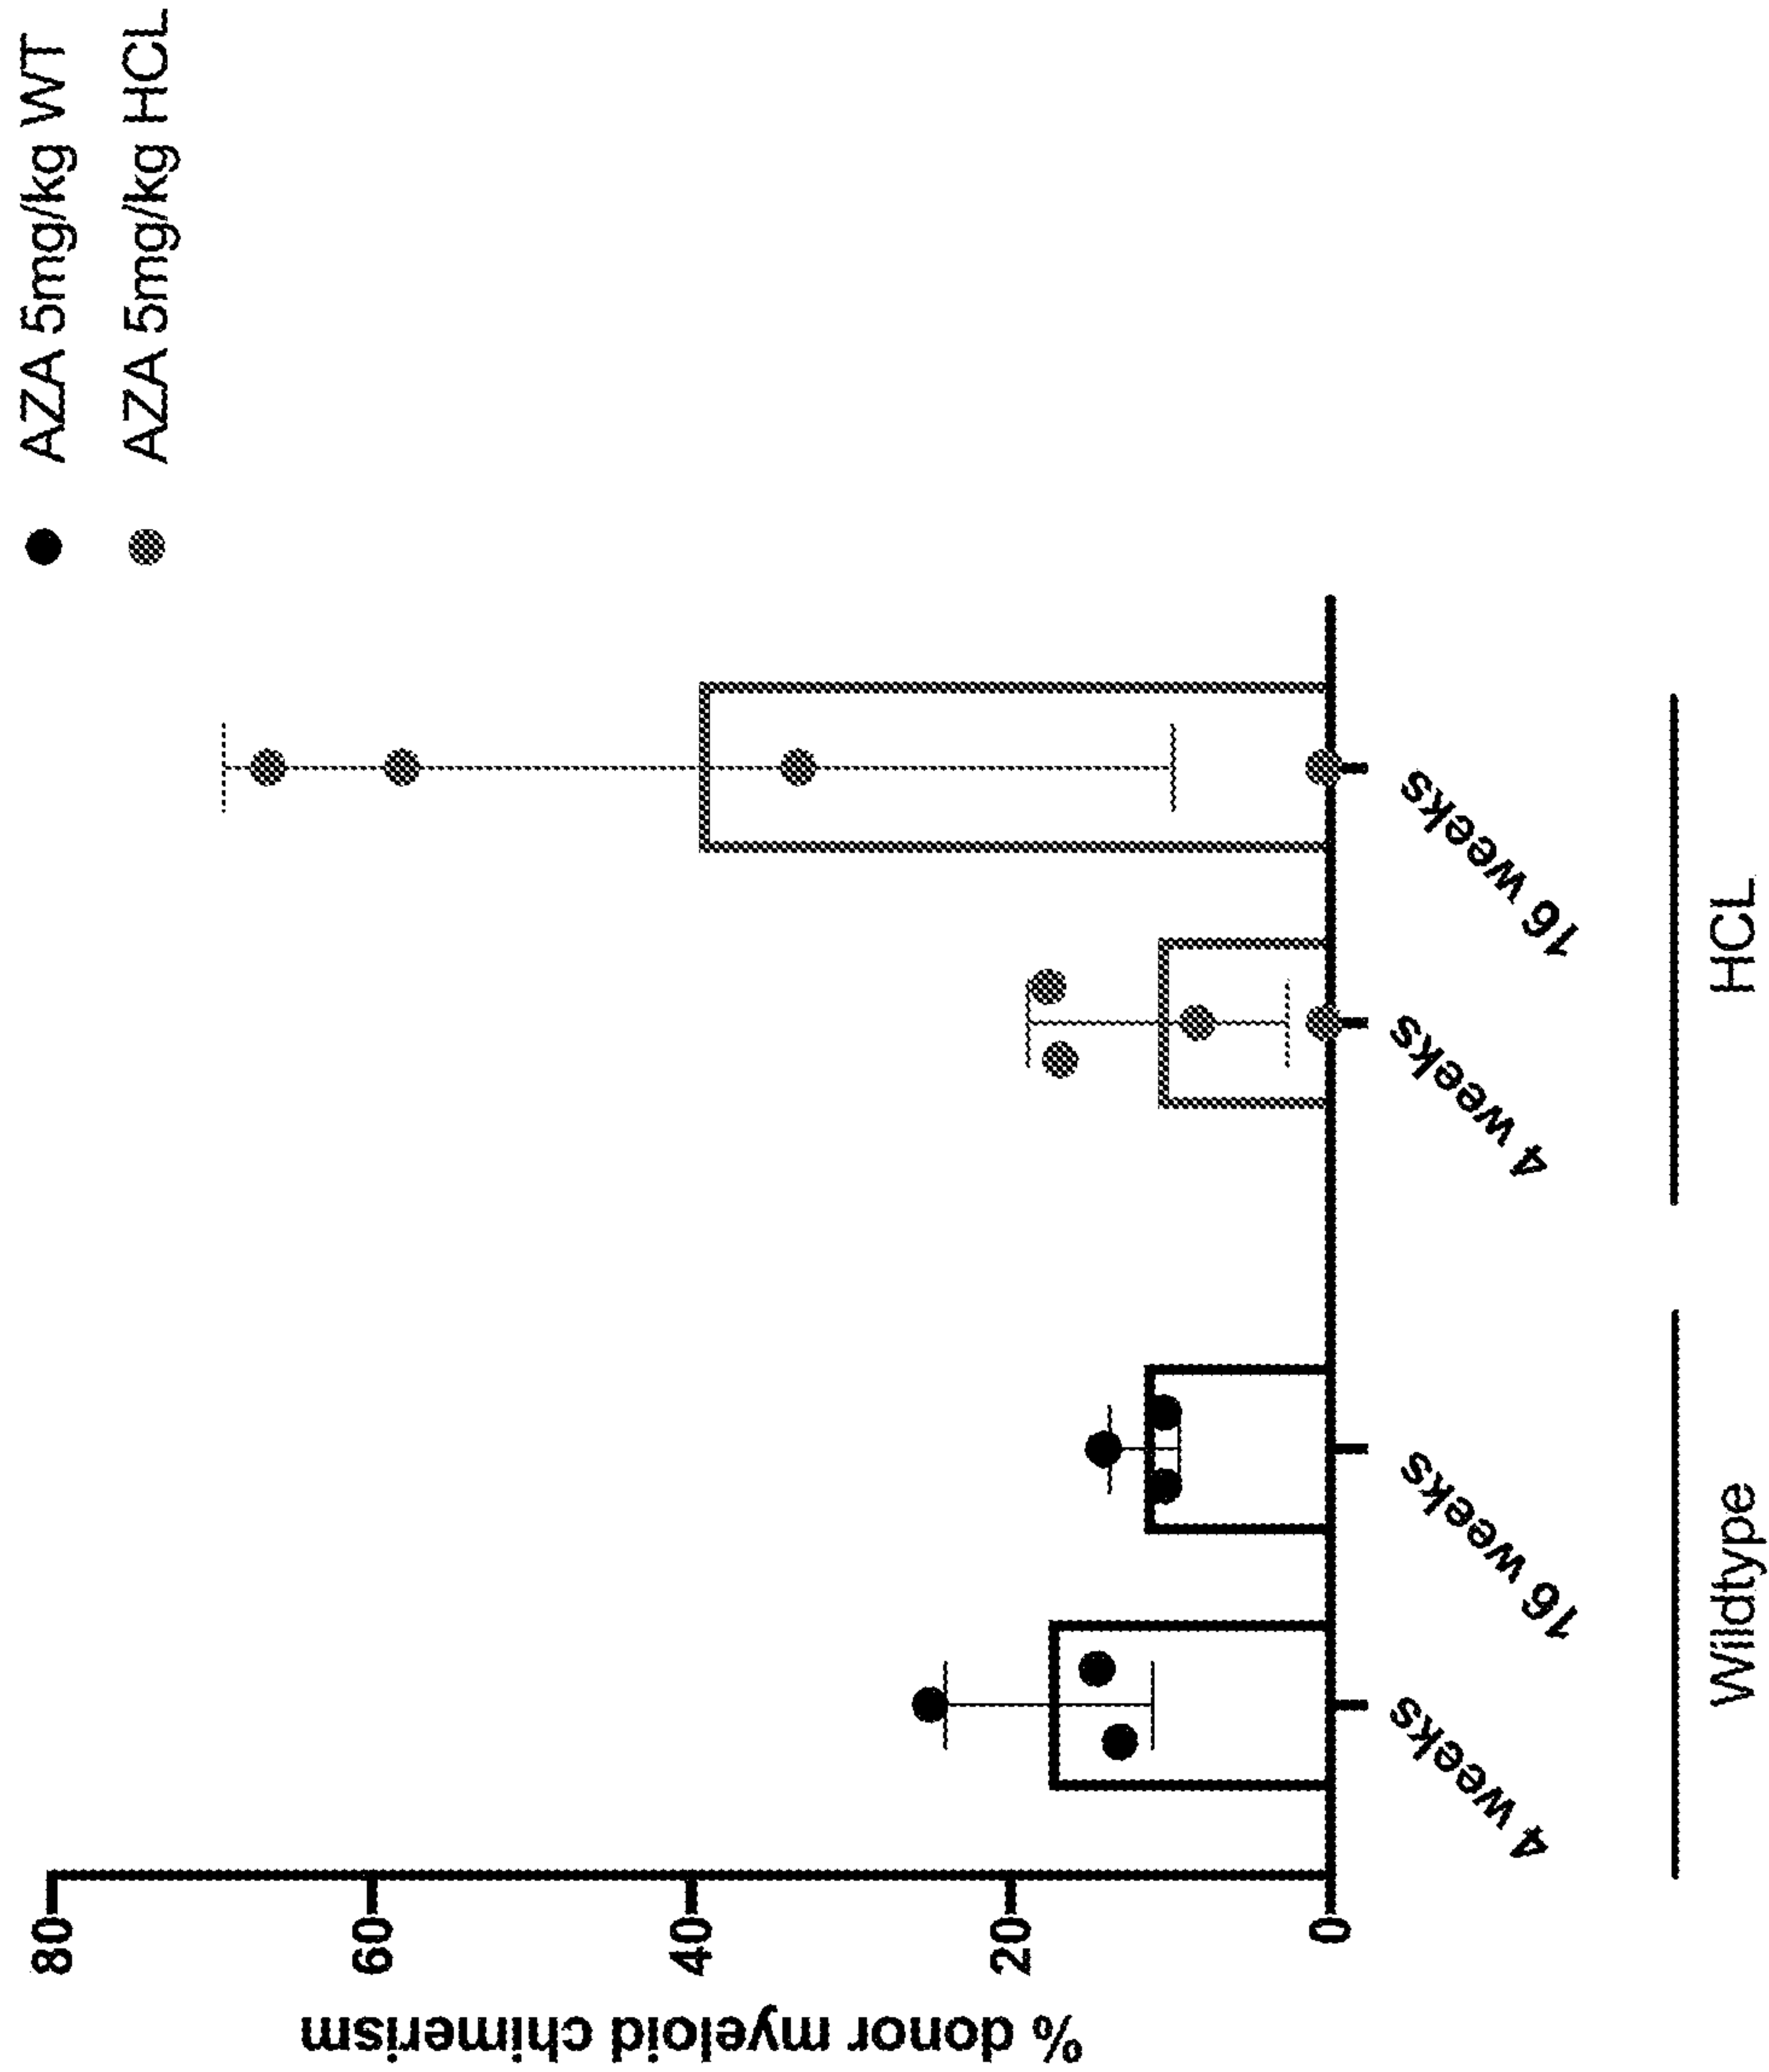 AZA 5mg/kg WT
AZA 5mg/kg HCL
% donor myeloid chimerism
80
60
40
20
0
4 weeks
16 weeks
4 weeks
16 weeks
Wildtype
HCL